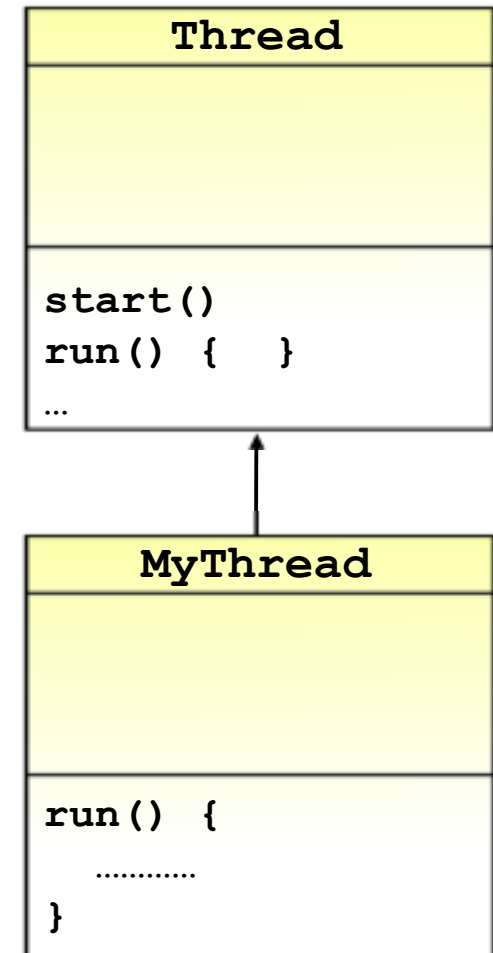 Thread
start()
run() { }
…
MyThread
run() {
…………
}